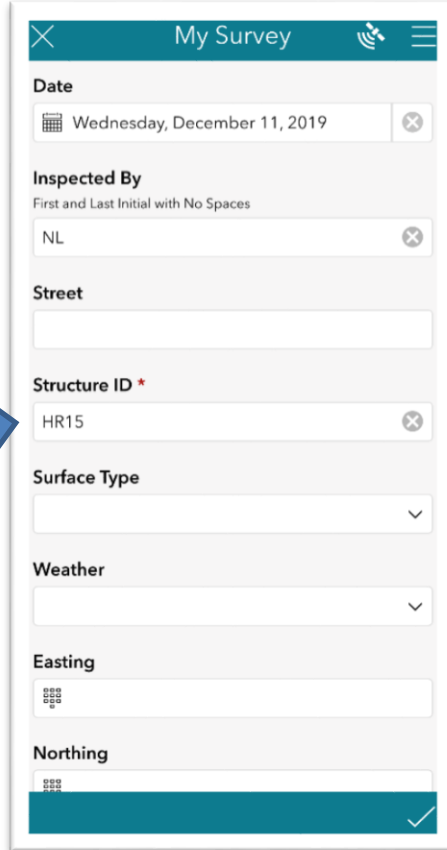 My Survey
Date
Wednesday, December 11, 2019
Inspected By
First and Last Initial with No Spaces
NL
Street
Structure ID *
HR15
Surface Type
Weather
Easting
Northing